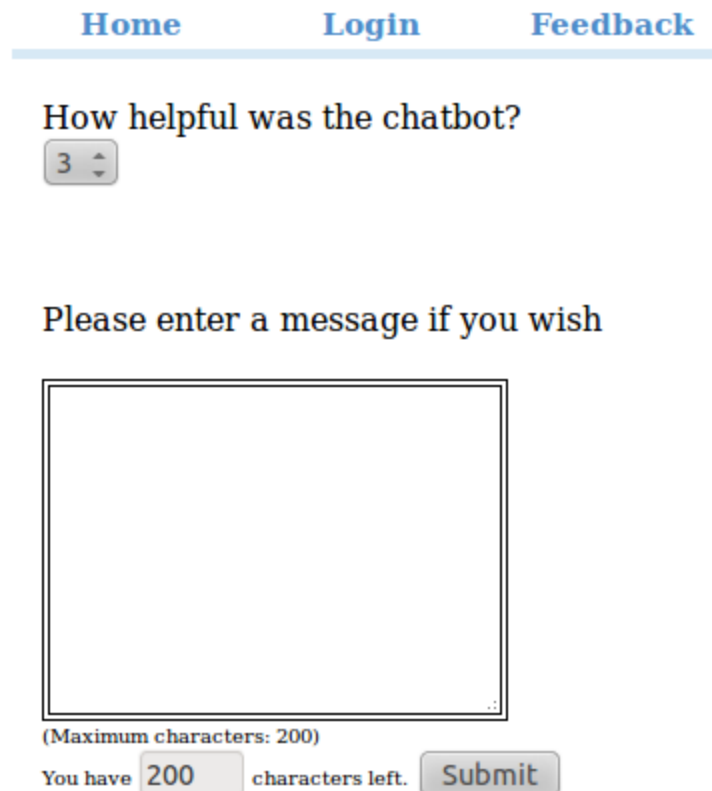 Home Login Feedback
How helpful was the chatbot?
3
Please enter a message if you wish
(Maximum characters: 200)
You have 200 characters left. Submit